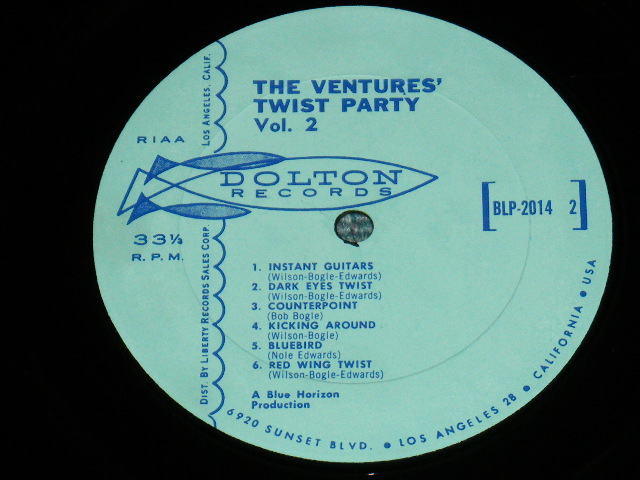 THE VENTURES'
TWIST PARTY
Vol. 2
RIAA
LOS ANGELES, CALIF.
DOLTON
RECORDS
33⅓
R.P.M.
DIST. BY LIBERTY RECORDS SALES CORP.
[BLP-2014 2]
1. INSTANT GUITARS
(Wilson-Bogle-Edwards)
2. DARK EYES TWIST
(Wilson-Bogle-Edwards)
3. COUNTERPOINT
(Bob Bogle)
4. KICKING AROUND
(Wilson-Bogle)
5. BLUEBIRD
(Nole Edwards)
6. RED WING TWIST
(Wilson-Bogle-Edwards)
A Blue Horizon
Production
6920 SUNSET BLVD. • LOS ANGELES 28 • CALIFORNIA • USA